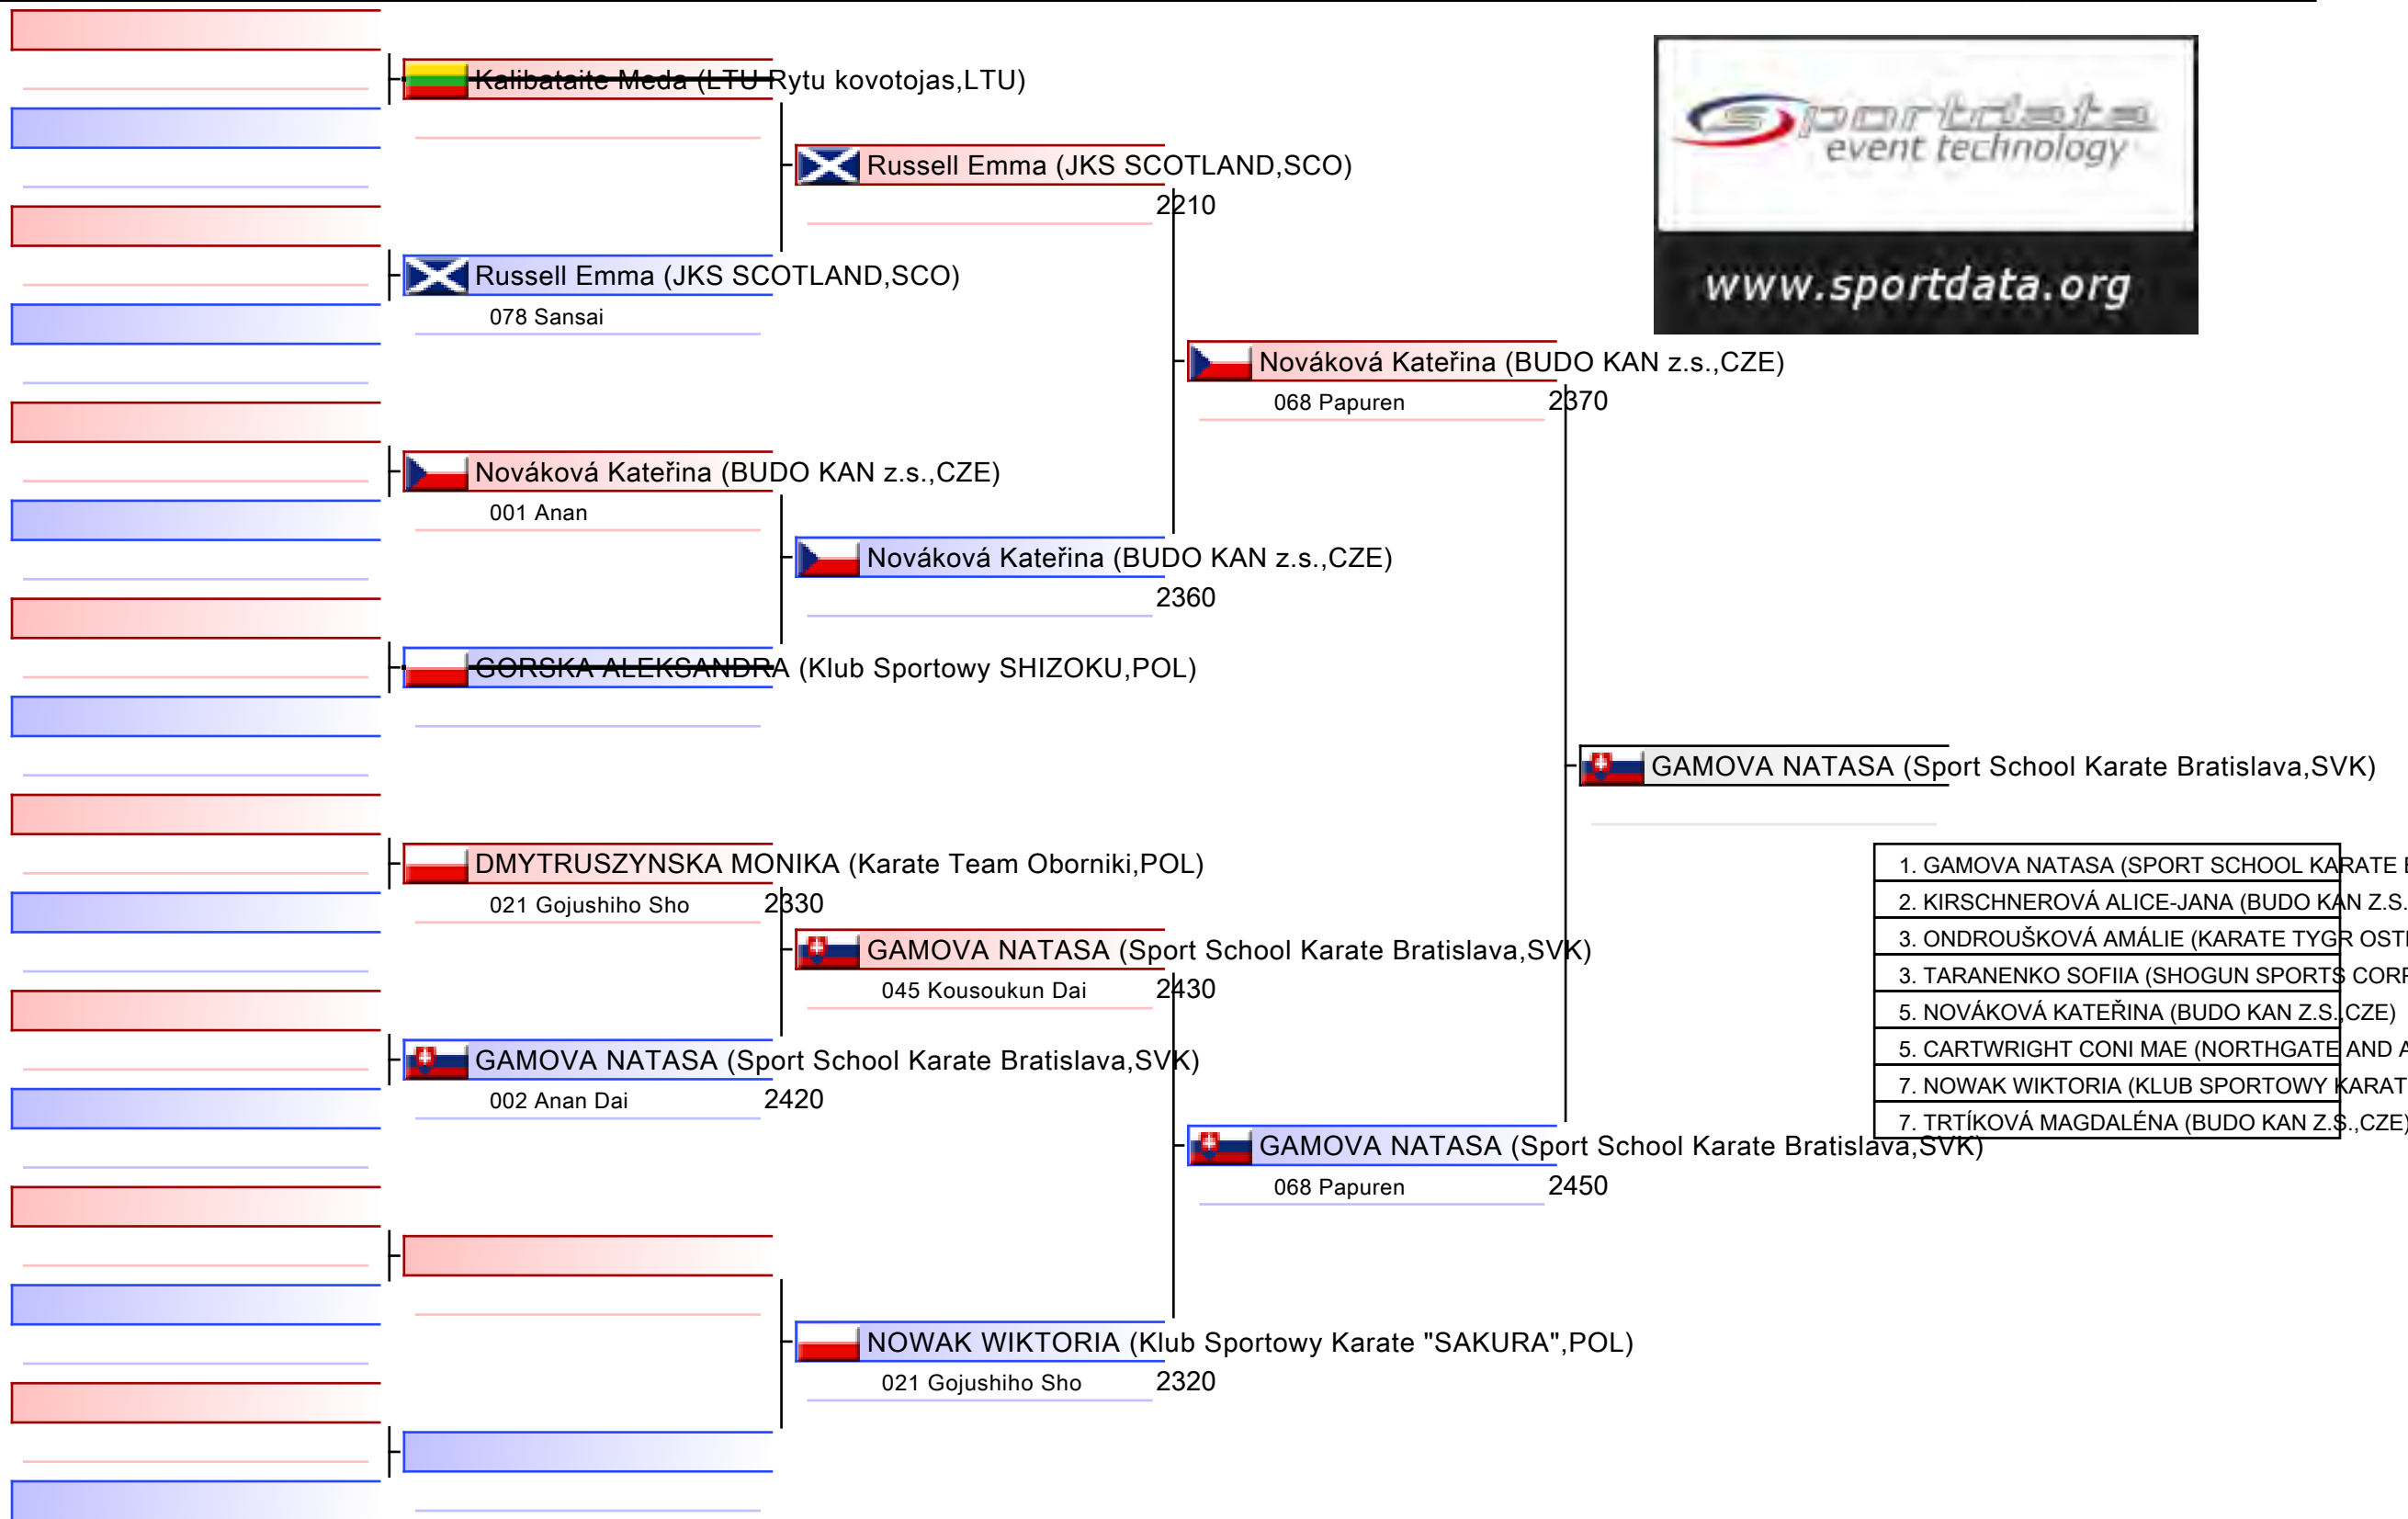 Kalibataite Meda (LTU Rytu kovotojas,LTU)
Russell Emma (JKS SCOTLAND,SCO)
078 Sansai
Nováková Kateřina (BUDO KAN z.s.,CZE)
001 Anan
GORSKA ALEKSANDRA (Klub Sportowy SHIZOKU,POL)
DMYTRUSZYNSKA MONIKA (Karate Team Oborniki,POL)
021 Gojushiho Sho 2330
GAMOVA NATASA (Sport School Karate Bratislava,SVK)
002 Anan Dai 2420
Russell Emma (JKS SCOTLAND,SCO)
2210
Nováková Kateřina (BUDO KAN z.s.,CZE)
2360
GAMOVA NATASA (Sport School Karate Bratislava,SVK)
045 Kousoukun Dai 2430
NOWAK WIKTORIA (Klub Sportowy Karate "SAKURA",POL)
021 Gojushiho Sho 2320
Nováková Kateřina (BUDO KAN z.s.,CZE)
068 Papuren 2370
GAMOVA NATASA (Sport School Karate Bratislava,SVK)
068 Papuren 2450
GAMOVA NATASA (Sport School Karate Bratislava,SVK)
sportdata
event technology
www.sportdata.org
1. GAMOVA NATASA (SPORT SCHOOL KARATE
2. KIRSCHNEROVÁ ALICE-JANA (BUDO KAN Z.S.
3. ONDROUŠKOVÁ AMÁLIE (KARATE TYGR OST
3. TARANENKO SOFIIA (SHOGUN SPORTS COR
5. NOVÁKOVÁ KATEŘINA (BUDO KAN Z.S.,CZE)
5. CARTWRIGHT CONI MAE (NORTHGATE AND A
7. NOWAK WIKTORIA (KLUB SPORTOWY KARAT
7. TRTÍKOVÁ MAGDALÉNA (BUDO KAN Z.S.,CZE)